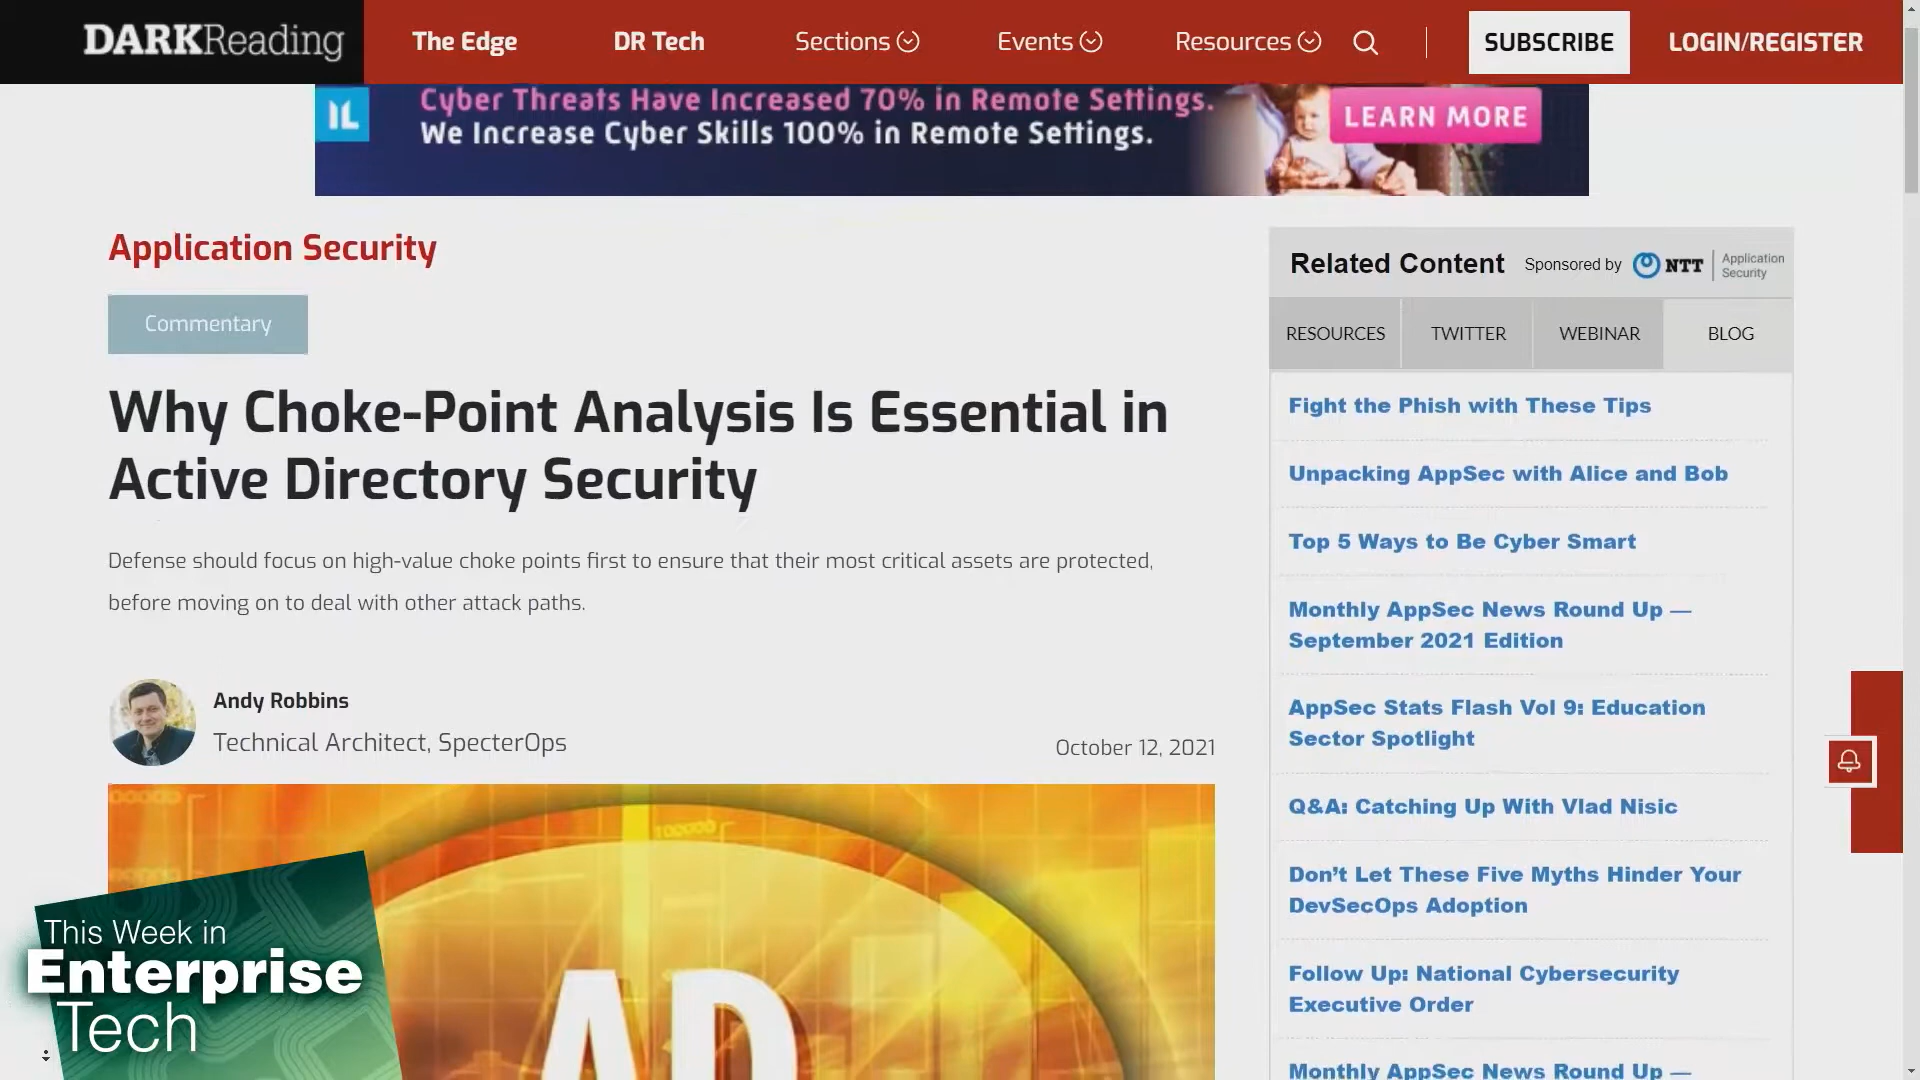 DARKReading
The Edge
DR Tech
Sections
Events
Resources
SUBSCRIBE
LOGIN/REGISTER
IL
Cyber Threats Have Increased 70% in Remote Settings.
We Increase Cyber Skills 100% in Remote Settings.
LEARN MORE
Application Security
Commentary
Why Choke-Point Analysis Is Essential in
Active Directory Security
Defense should focus on high-value choke points first to ensure that their most critical assets are protected,
before moving on to deal with other attack paths.
Andy Robbins
Technical Architect, SpecterOps
October 12, 2021
AD
This Week in
Enterprise
Tech
Related Content
Sponsored by
NTT
Application
Security
RESOURCES
TWITTER
WEBINAR
BLOG
Fight the Phish with These Tips
Unpacking AppSec with Alice and Bob
Top 5 Ways to Be Cyber Smart
Monthly AppSec News Round Up —
September 2021 Edition
AppSec Stats Flash Vol 9: Education
Sector Spotlight
Q&A: Catching Up With Vlad Nisic
Don’t Let These Five Myths Hinder Your
DevSecOps Adoption
Follow Up: National Cybersecurity
Executive Order
Monthly AppSec News Round Up —